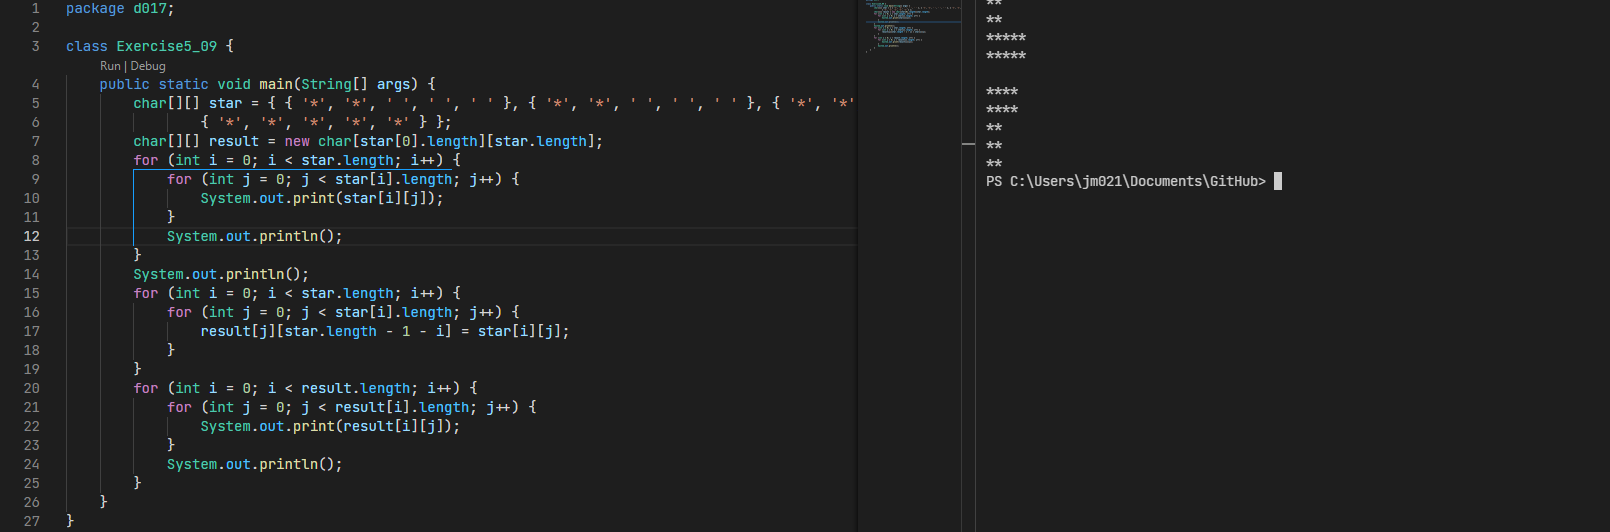 1 package d017;
2
3 class Exercise5_09 {
Run | Debug
4 public static void main(String[] args) {
5 char[][] star = { { '*', '*', ' ', ' ', ' ' }, { '*', '*', ' ', ' ', ' ' }, { '*', '*'
6 { '*', '*', '*', '*', '*' } };
7 char[][] result = new char[star[0].length][star.length];
8 for (int i = 0; i < star.length; i++) {
9 for (int j = 0; j < star[i].length; j++) {
10 System.out.print(star[i][j]);
11 }
12 System.out.println();
13 }
14 System.out.println();
15 for (int i = 0; i < star.length; i++) {
16 for (int j = 0; j < star[i].length; j++) {
17 result[j][star.length - 1 - i] = star[i][j];
18 }
19 }
20 for (int i = 0; i < result.length; i++) {
21 for (int j = 0; j < result[i].length; j++) {
22 System.out.print(result[i][j]);
23 }
24 System.out.println();
25 }
26 }
27 }
**
**
*****
*****
****
****
**
**
**
PS C:\Users\jm021\Documents\GitHub>